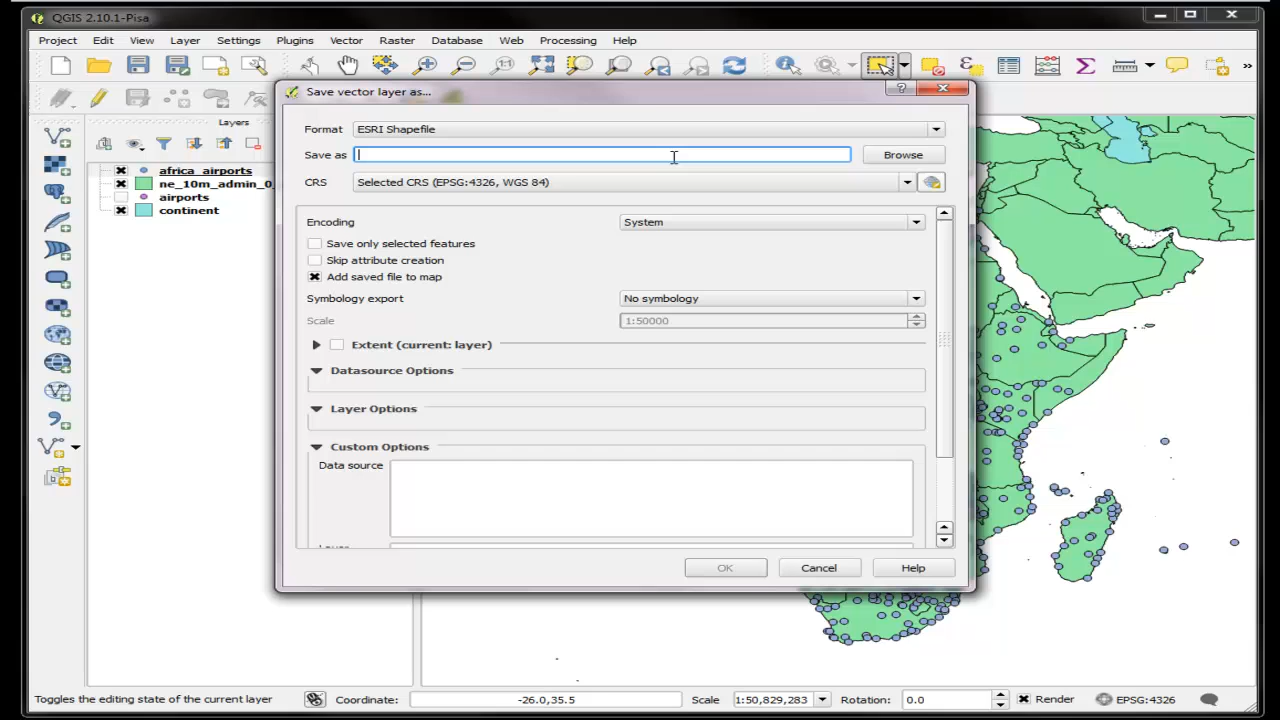 QGIS 2.10.1-Pisa
Project Edit View Layer Settings Plugins Vector Raster Database Web Processing Help
Save vector layer as...
Layers
africa_airports
ne_10m_admin_0_
airports
continent
Format ESRI Shapefile
Save as
Browse
CRS Selected CRS (EPSG:4326, WGS 84)
Encoding System
Save only selected features
Skip attribute creation
Add saved file to map
Symbology export No symbology
Scale 1:50000
Extent (current: layer)
Datasource Options
Layer Options
Custom Options
Data source
OK Cancel Help
Toggles the editing state of the current layer Coordinate: -26.0,35.5 Scale 1:50,829,283 Rotation: 0.0 Render EPSG:4326